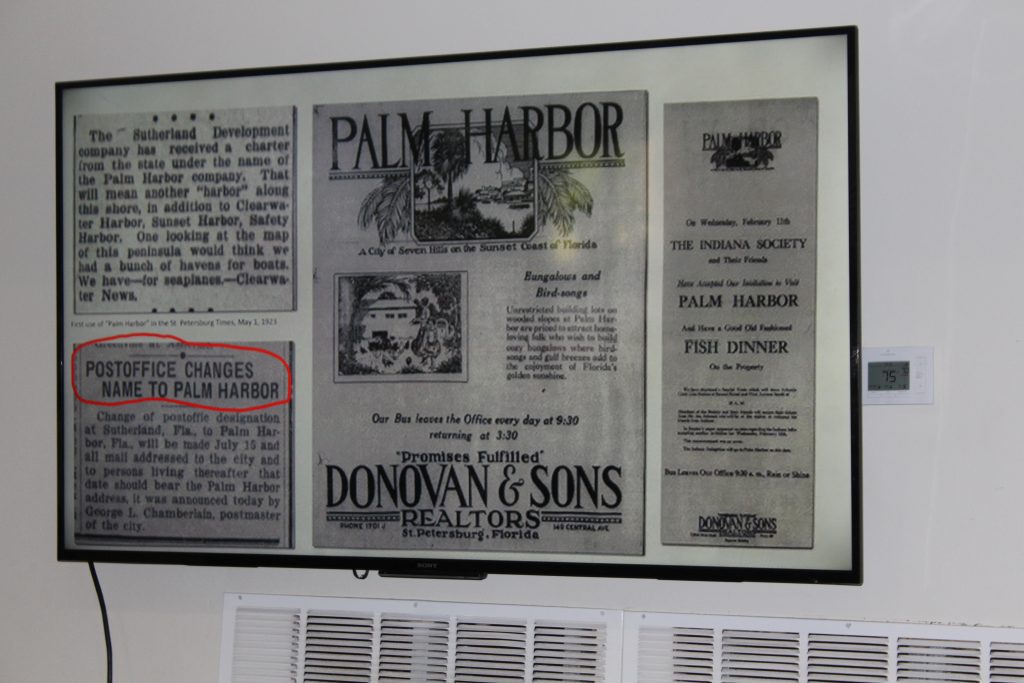 The Sutherland Development
company has received a charter
from the state under the name of
the Palm Harbor company. That
will mean another "harbor" along
this shore, in addition to Clearwa-
ter Harbor, Sunset Harbor, Safety
Harbor. One looking at the map
of this peninsula would think we
had a bunch of havens for boats.
We have—for seaplanes.—Clearwa-
ter News.
First use of "Palm Harbor" in the St. Petersburg Times, May 1, 1923
POSTOFFICE CHANGES
NAME TO PALM HARBOR
Change of postoffie designation
at Sutherland, Fla., to Palm Har-
bor, Fla., will be made July 15 and
all mail addressed to the city and
to persons living thereafter that
date should bear the Palm Harbor
address, it was announced today by
George L. Chamberlain, postmaster
of the city.
PALM HARBOR
A City of Seven Hills on the Sunset Coast of Florida
Bungalows and
Bird-songs
Unrestricted building lots on
wooded slopes at Palm Har-
bor are priced to attract home-
loving folk who wish to build
cozy bungalows where bird-
songs and gulf breezes add to
the enjoyment of Florida's
golden sunshine.
Our Bus leaves the Office every day at 9:30
returning at 3:30
"Promises Fulfilled"
DONOVAN & SONS
REALTORS
PHONE 1701 J
140 CENTRAL AVE.
St. Petersburg, Florida
PALM HARBOR
On Wednesday, February 12th
THE INDIANA SOCIETY
and Their Friends
Have Accepted Our Invitation to Visit
PALM HARBOR
And Have a Good Old Fashioned
FISH DINNER
On the Property
Bus Leaves Our Office 9:30 a. m., Rain or Shine
DONOVAN & SONS
SONY
75